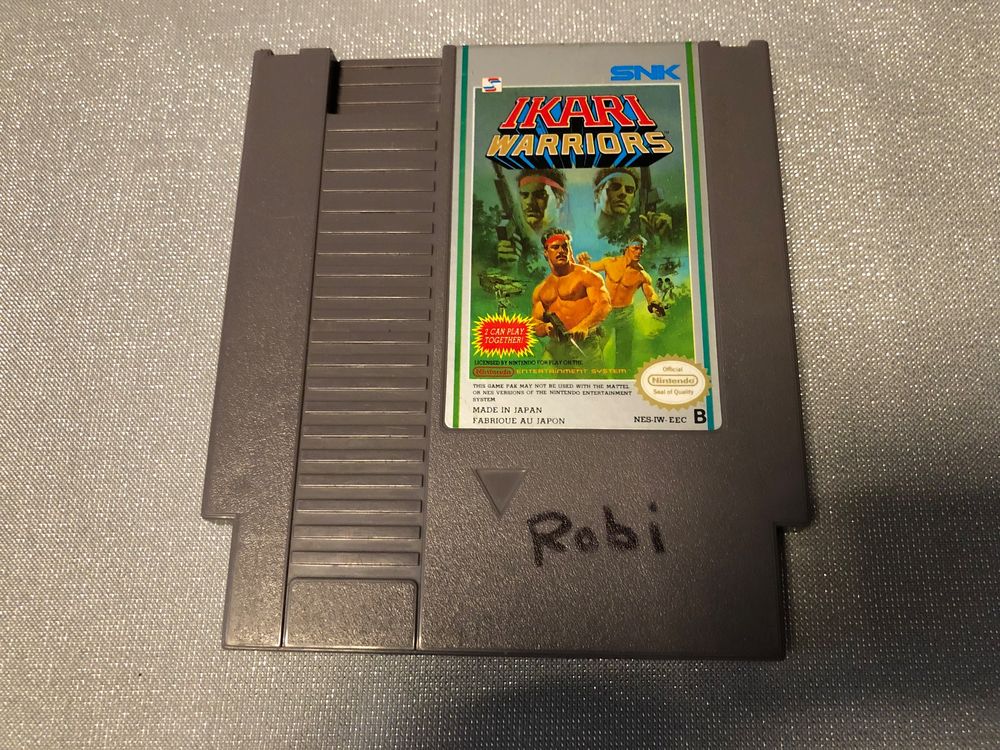 SNK
IKARI
WARRIORS™
2 CAN PLAY
TOGETHER!
LICENSED BY NINTENDO FOR PLAY ON THE
Nintendo ENTERTAINMENT SYSTEM
THIS GAME PAK MAY NOT BE USED WITH THE MATTEL
OR NES VERSIONS OF THE NINTENDO ENTERTAINMENT
SYSTEM
MADE IN JAPAN
FABRIQUE AU JAPON
NES-IW-EEC B
Official
Nintendo
Seal of Quality
Robi